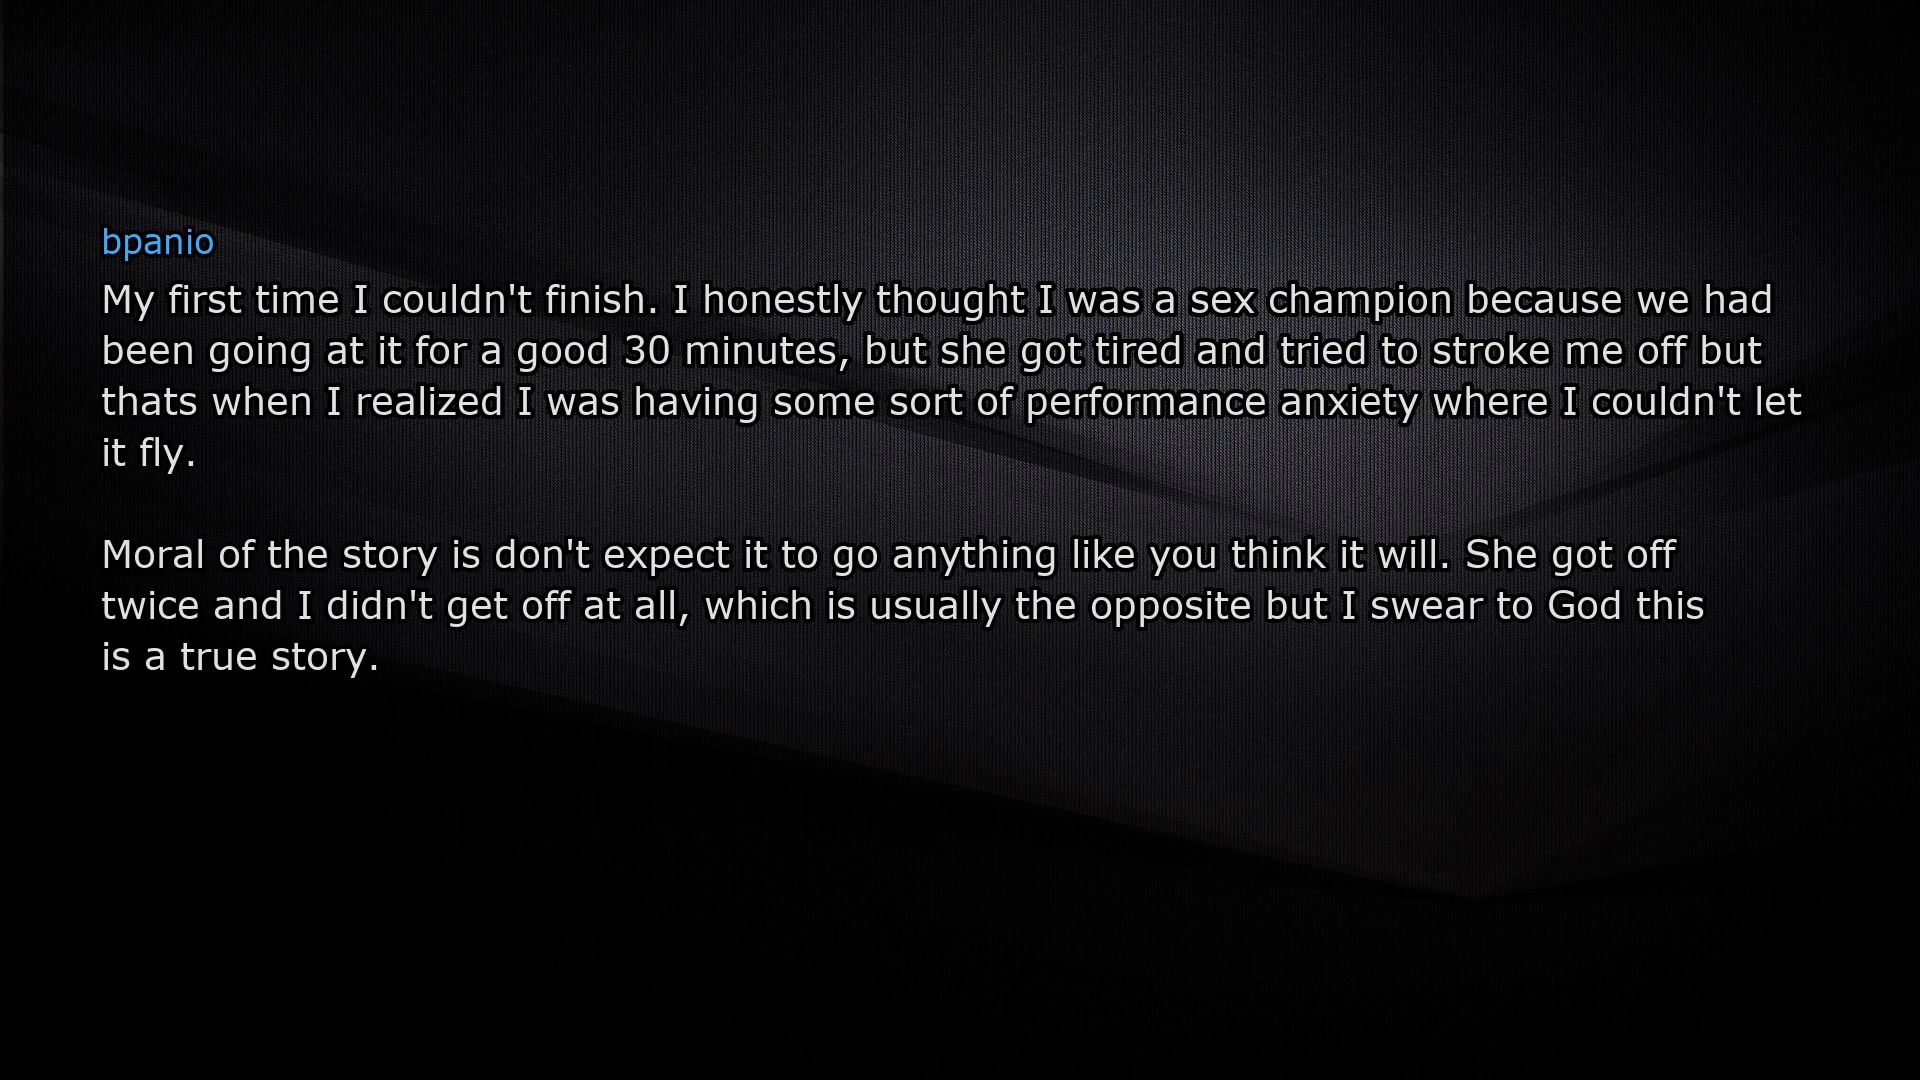 bpanio
My first time I couldn't finish. I honestly thought I was a sex champion because we had
been going at it for a good 30 minutes, but she got tired and tried to stroke me off but
thats when I realized I was having some sort of performance anxiety where I couldn't let
it fly.
Moral of the story is don't expect it to go anything like you think it will. She got off
twice and I didn't get off at all, which is usually the opposite but I swear to God this
is a true story.